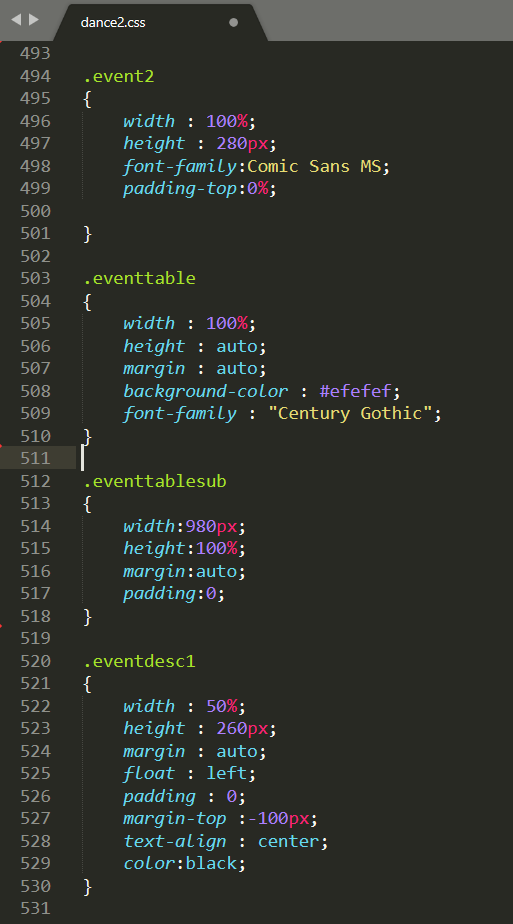 dance2.css
493
494 .event2
495 {
496 width : 100%;
497 height : 280px;
498 font-family:Comic Sans MS;
499 padding-top:0%;
500
501 }
502
503 .eventtable
504 {
505 width : 100%;
506 height : auto;
507 margin : auto;
508 background-color : #efefef;
509 font-family : "Century Gothic";
510 }
511
512 .eventtablesub
513 {
514 width:980px;
515 height:100%;
516 margin:auto;
517 padding:0;
518 }
519
520 .eventdesc1
521 {
522 width : 50%;
523 height : 260px;
524 margin : auto;
525 float : left;
526 padding : 0;
527 margin-top :-100px;
528 text-align : center;
529 color:black;
530 }
531